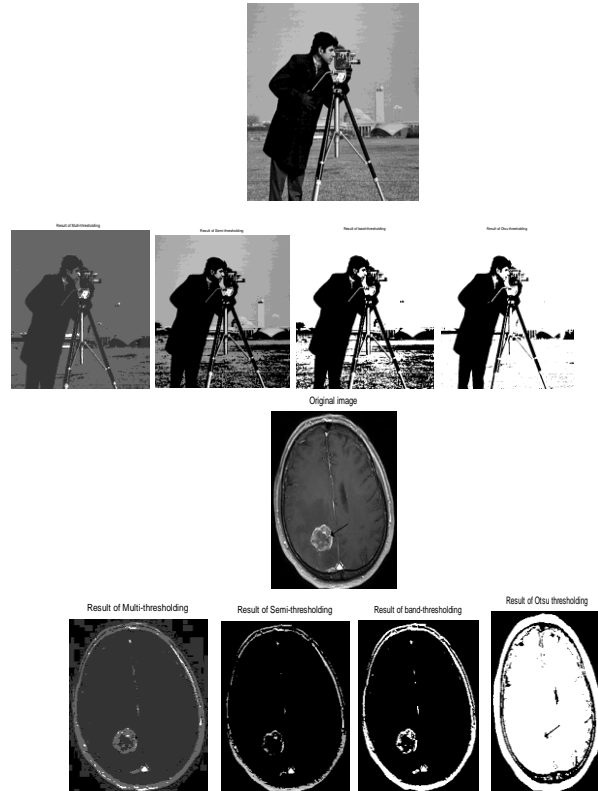 Result of Multi-thresholding
Result of Semi-thresholding
Result of band-thresholding
Result of Otsu thresholding
Original image
Result of Multi-thresholding
Result of Semi-thresholding
Result of band-thresholding
Result of Otsu thresholding